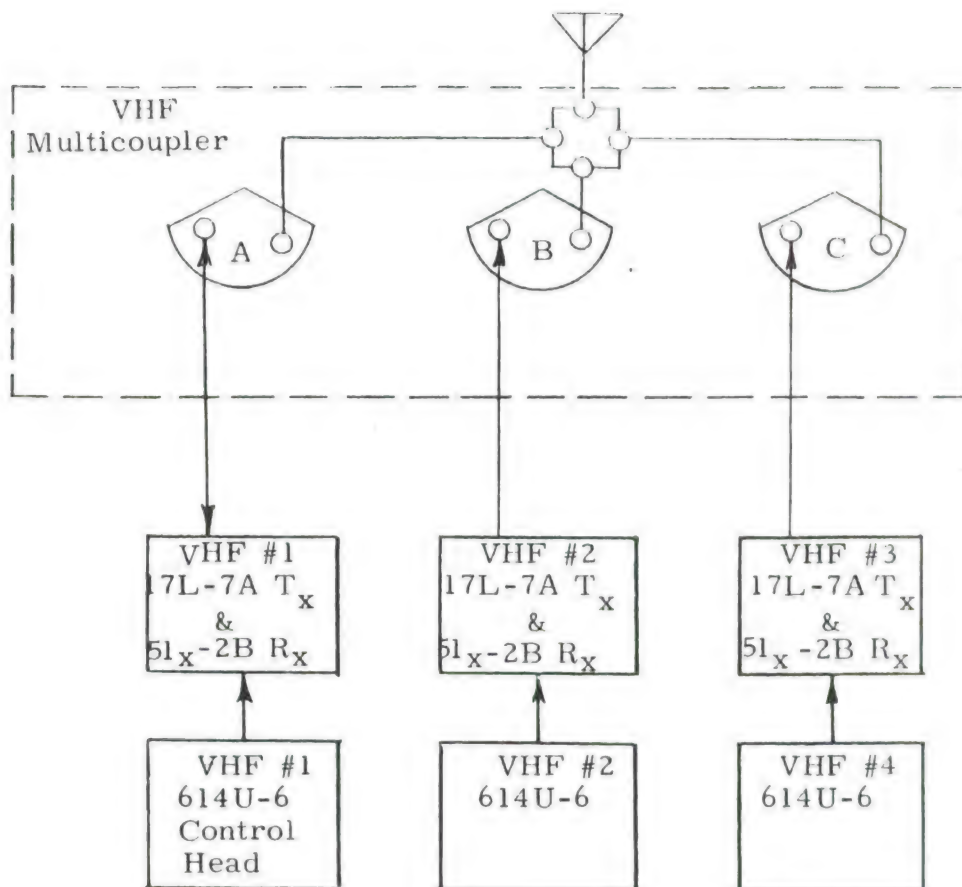 VHF
Multicoupler
A
B
C
VHF #1
17L-7A Tx
&
51x-2B Rx
VHF #2
17L-7A Tx
&
51x-2B Rx
VHF #3
17L-7A Tx
&
51x-2B Rx
VHF #1
614U-6
Control
Head
VHF #2
614U-6
VHF #4
614U-6